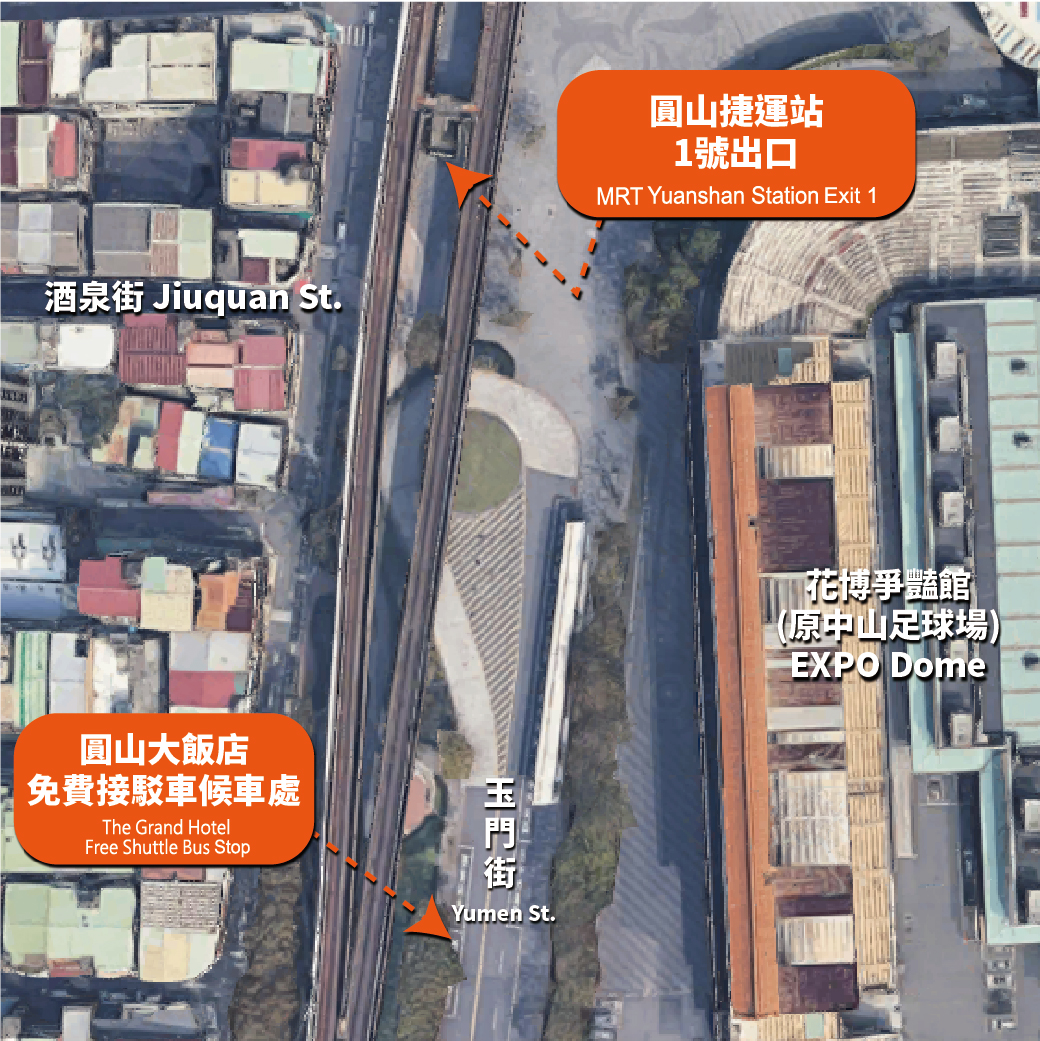 圓山捷運站
1號出口
MRT Yuanshan Station Exit 1
酒泉街 Jiuquan St.
花博爭豔館
(原中山足球場)
EXPO Dome
圓山大飯店
免費接駁車候車處
The Grand Hotel
Free Shuttle Bus Stop
玉門街
Yumen St.